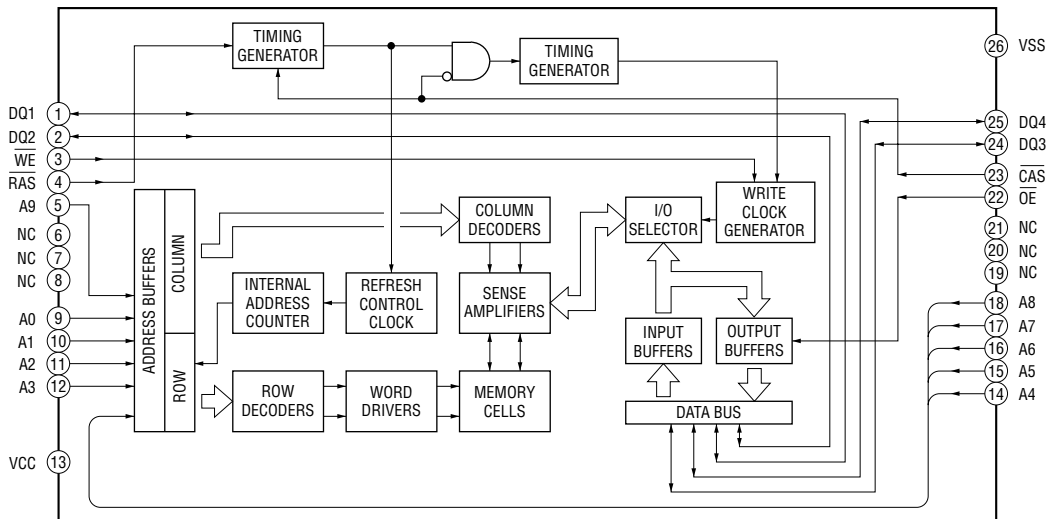 TIMING
GENERATOR
TIMING
GENERATOR
26 VSS
DQ1 1
DQ2 2
WE 3
RAS 4
A9 5
NC 6
NC 7
NC 8
A0 9
A1 10
A2 11
A3 12
VCC 13
25 DQ4
24 DQ3
23 CAS
22 OE
21 NC
20 NC
19 NC
18 A8
17 A7
16 A6
15 A5
14 A4
ADDRESS BUFFERS
COLUMN
ROW
COLUMN
DECODERS
I/O
SELECTOR
WRITE
CLOCK
GENERATOR
INTERNAL
ADDRESS
COUNTER
REFRESH
CONTROL
CLOCK
SENSE
AMPLIFIERS
INPUT
BUFFERS
OUTPUT
BUFFERS
ROW
DECODERS
WORD
DRIVERS
MEMORY
CELLS
DATA BUS